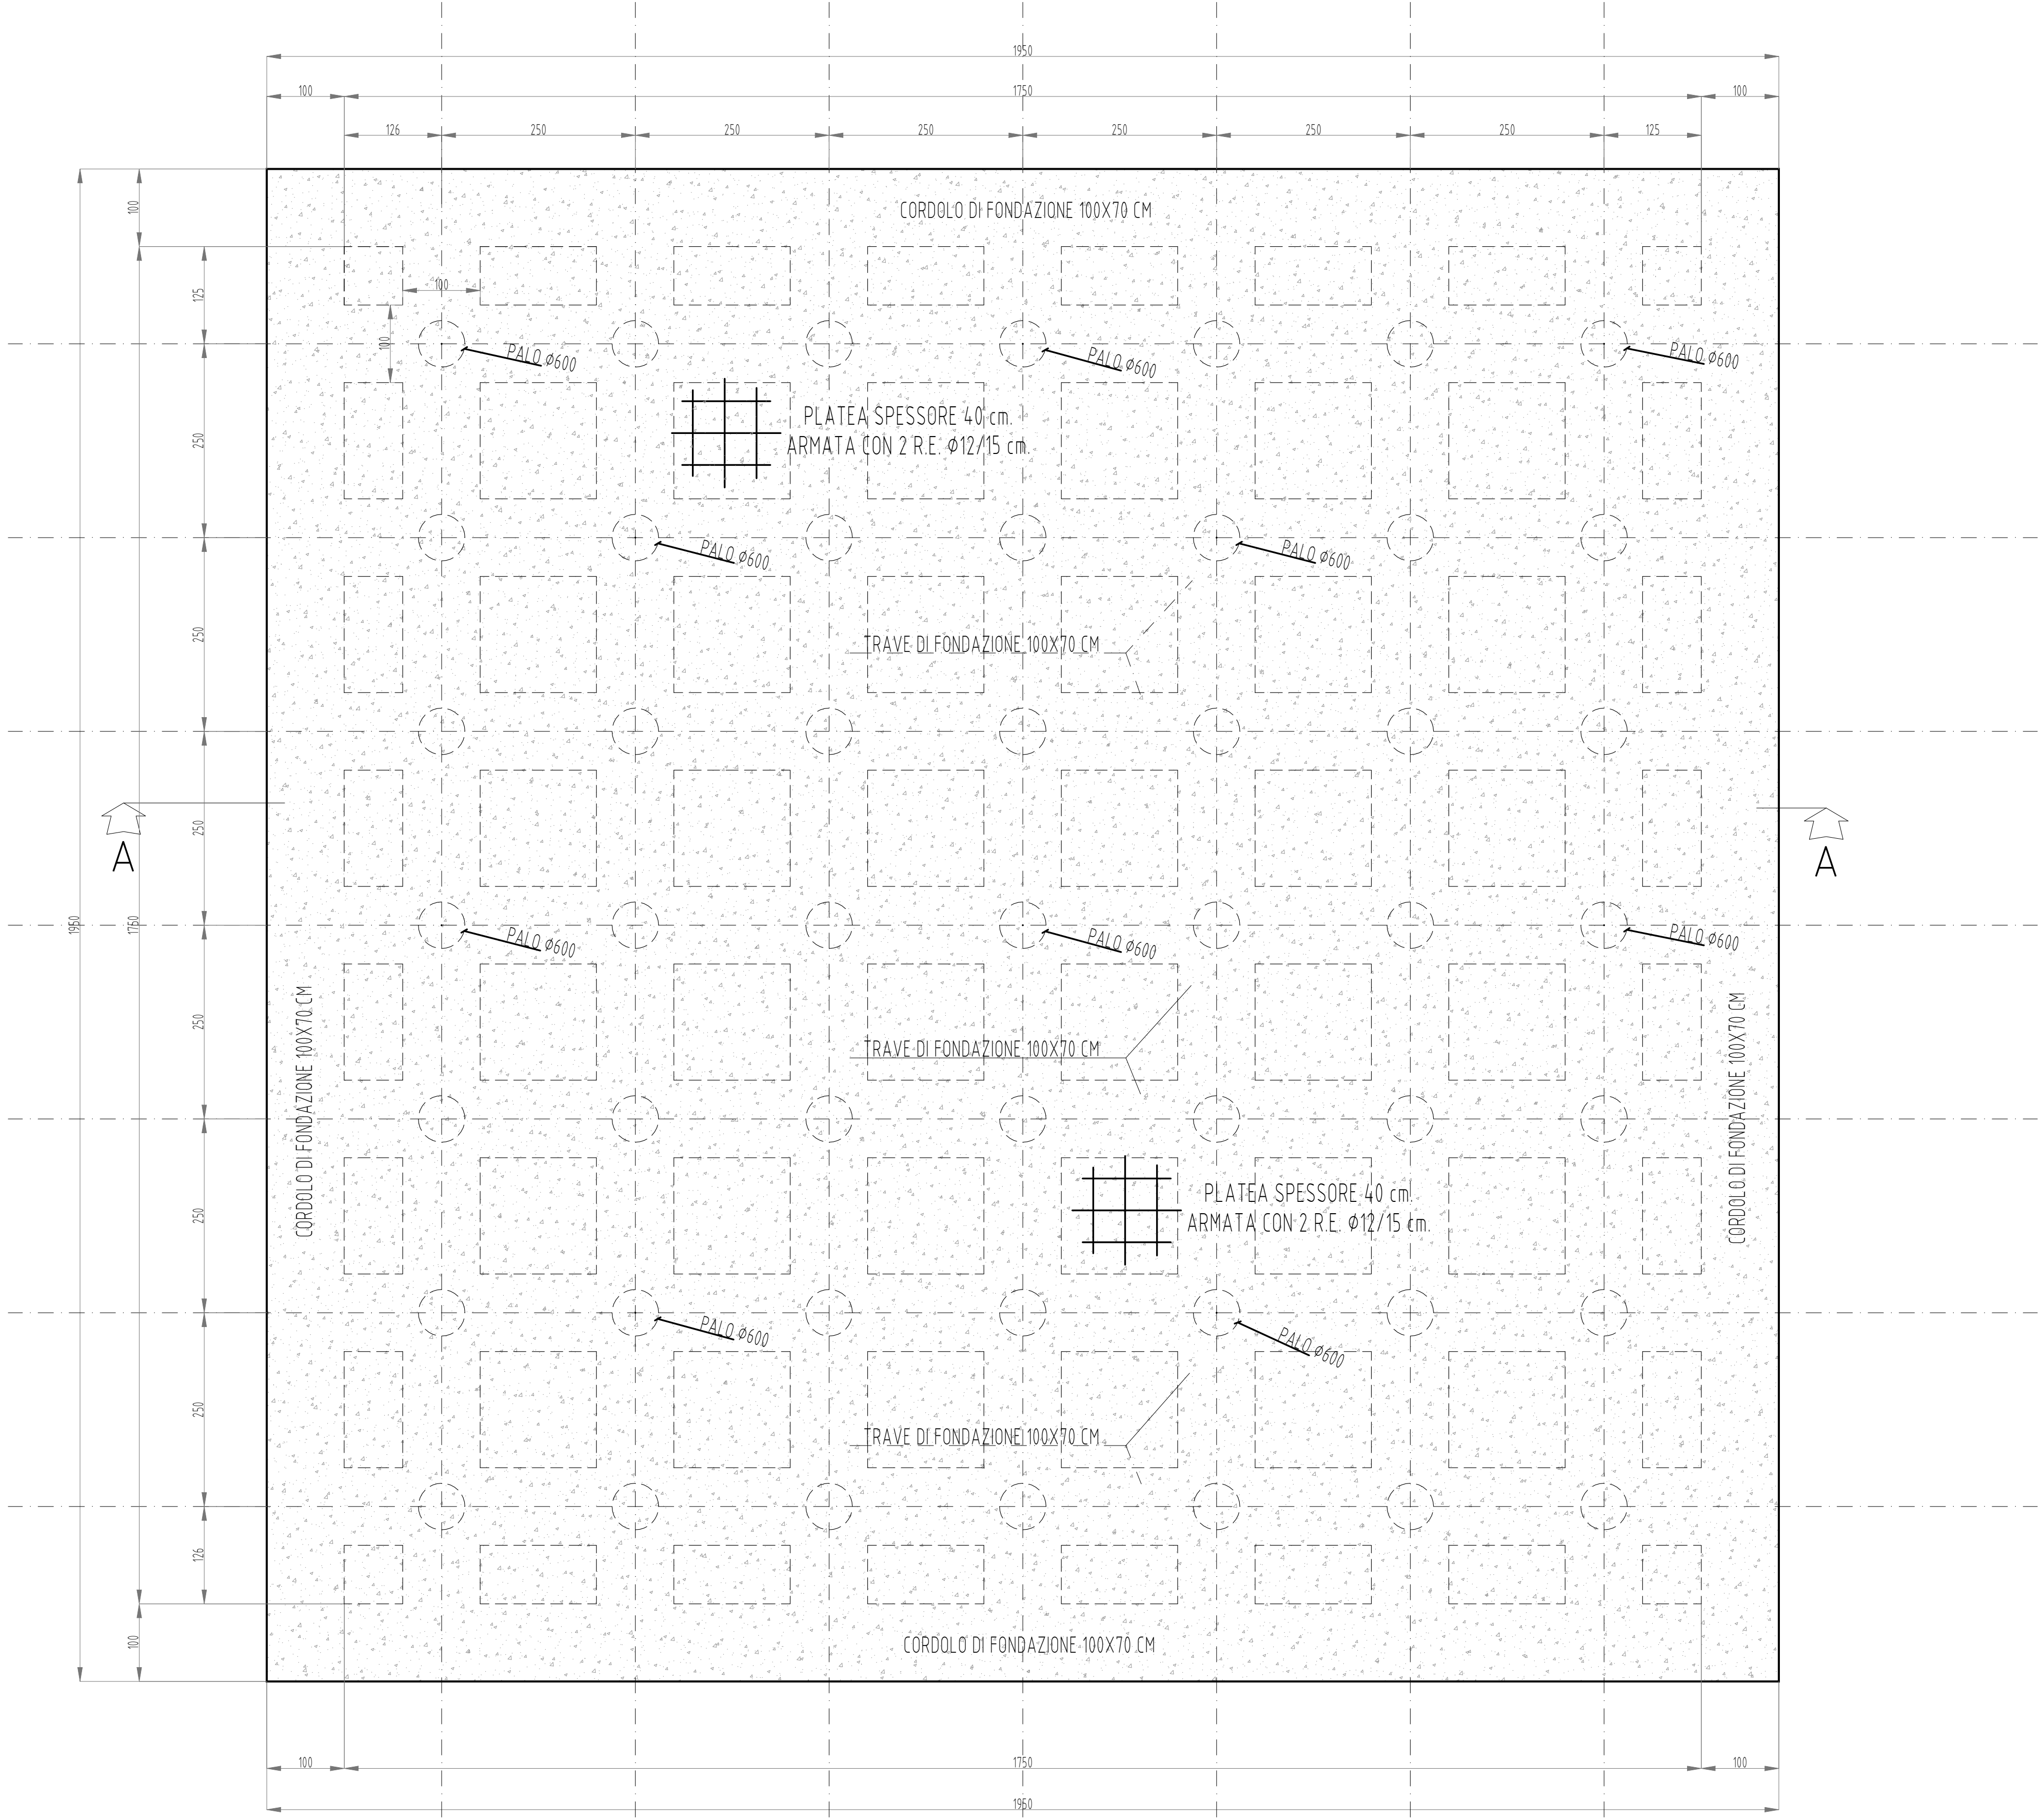 1950
100
1750
100
126
250
250
250
250
250
250
125
100
CORDOLO DI FONDAZIONE 100X70 CM
125
100
100
PALO Ø600
PALO Ø600
PALO Ø600
250
PLATEA SPESSORE 40 cm.
ARMATA CON 2 R.E. Ø12/15 cm.
PALO Ø600
PALO Ø600
250
TRAVE DI FONDAZIONE 100X70 CM
250
A
A
1950
1750
PALO Ø600
PALO Ø600
PALO Ø600
250
CORDOLO DI FONDAZIONE 100X70 CM
TRAVE DI FONDAZIONE 100X70 CM
CORDOLO DI FONDAZIONE 100X70 CM
250
PLATEA SPESSORE 40 cm.
ARMATA CON 2 R.E. Ø12/15 cm.
PALO Ø600
PALO Ø600
250
TRAVE DI FONDAZIONE 100X70 CM
126
100
CORDOLO DI FONDAZIONE 100X70 CM
100
1750
100
1950